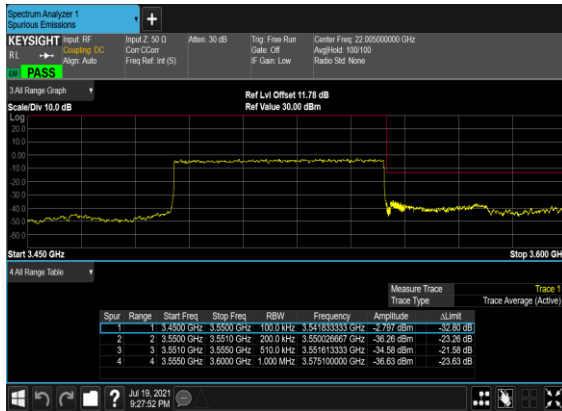 Spectrum Analyzer 1
Spurious Emissions
+
KEYSIGHT Input: RF Input Z: 50 Ω Atten: 30 dB Trig: Free Run Center Freq: 22.005000000 GHz
RL Coupling: DC Corr CCorr Gate: Off Avg|Hold: 100/100
Align: Auto Freq Ref: Int (S) IF Gain: Low Radio Std: None
PASS
3 All Range Graph
Ref Lvl Offset 11.78 dB
Scale/Div 10.0 dB Ref Value 30.00 dBm
Log
20.0
10.0
0.00
-10.0
-20.0
-30.0
-40.0
-50.0
-60.0
Start 3.450 GHz Stop 3.600 GH
4 All Range Table
Measure Trace Trace 1
Trace Type Trace Average (Active)
Spur Range Start Freq Stop Freq RBW Frequency Amplitude ΔLimit
1 1 3.4500 GHz 3.5500 GHz 100.0 kHz 3.541833333 GHz -2.797 dBm -32.80 dB
2 2 3.5500 GHz 3.5510 GHz 200.0 kHz 3.550026667 GHz -36.26 dBm -23.26 dB
3 3 3.5510 GHz 3.5550 GHz 510.0 kHz 3.551613333 GHz -34.58 dBm -21.58 dB
4 4 3.5550 GHz 3.6000 GHz 1.000 MHz 3.575100000 GHz -36.63 dBm -23.63 dB
? Jul 19, 2021
9:27:52 PM